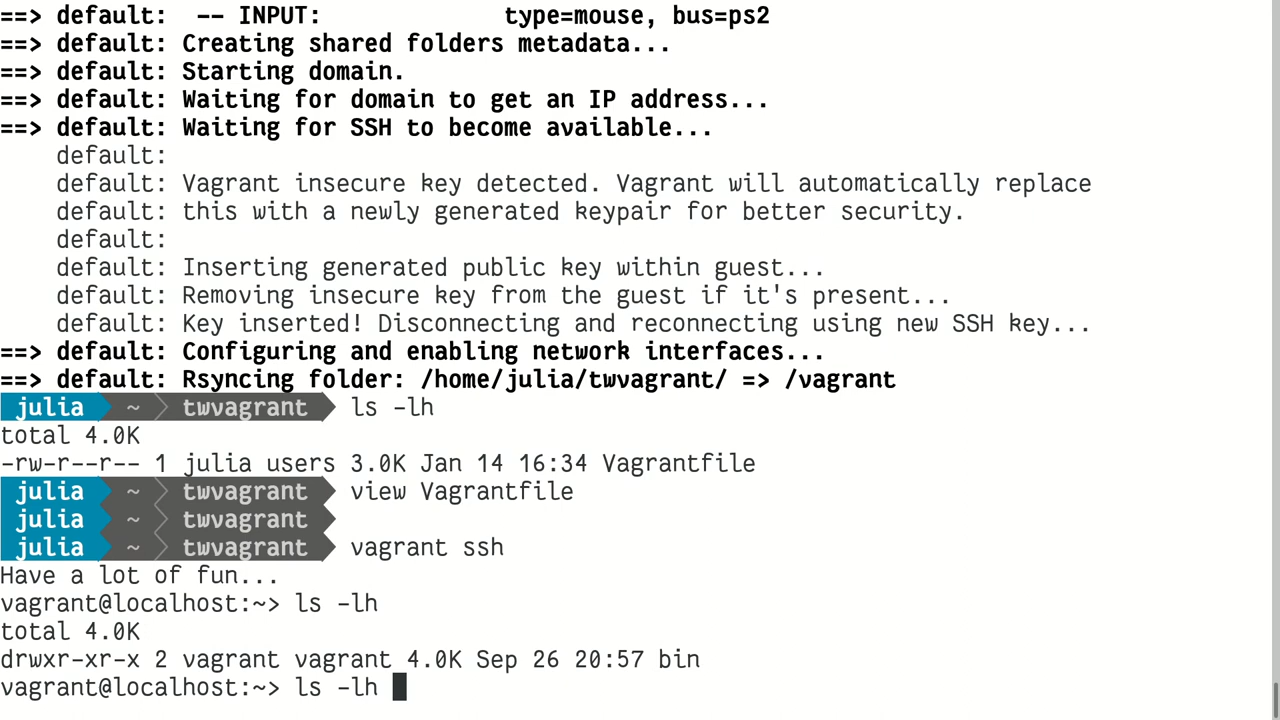 ==> default:  -- INPUT:             type=mouse, bus=ps2
==> default: Creating shared folders metadata...
==> default: Starting domain.
==> default: Waiting for domain to get an IP address...
==> default: Waiting for SSH to become available...
    default:
    default: Vagrant insecure key detected. Vagrant will automatically replace
    default: this with a newly generated keypair for better security.
    default:
    default: Inserting generated public key within guest...
    default: Removing insecure key from the guest if it's present...
    default: Key inserted! Disconnecting and reconnecting using new SSH key...
==> default: Configuring and enabling network interfaces...
==> default: Rsyncing folder: /home/julia/twvagrant/ => /vagrant
julia ~ twvagrant ls -lh
total 4.0K
-rw-r--r-- 1 julia users 3.0K Jan 14 16:34 Vagrantfile
julia ~ twvagrant view Vagrantfile
julia ~ twvagrant
julia ~ twvagrant vagrant ssh
Have a lot of fun...
vagrant@localhost:~> ls -lh
total 4.0K
drwxr-xr-x 2 vagrant vagrant 4.0K Sep 26 20:57 bin
vagrant@localhost:~> ls -lh